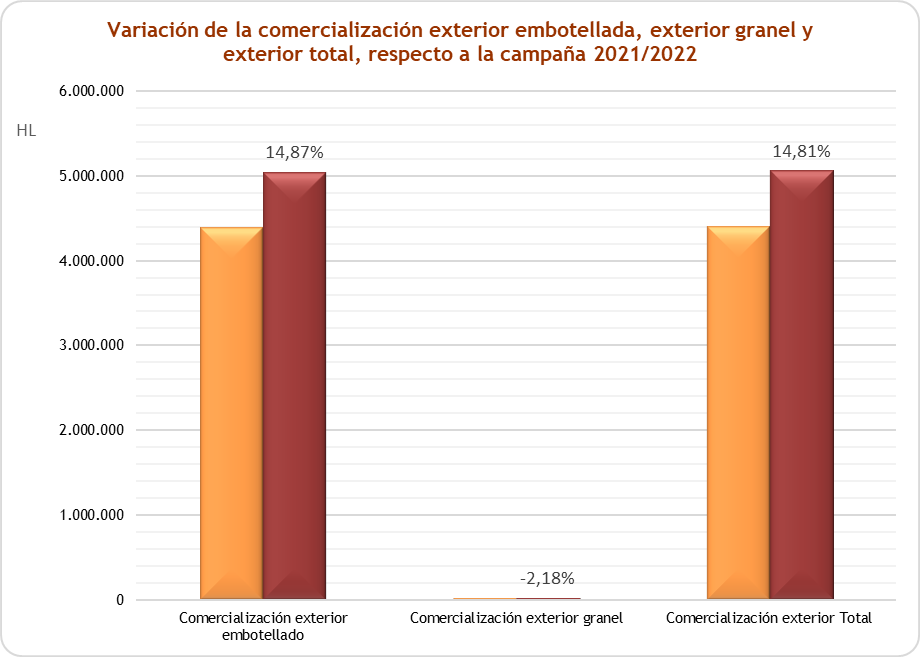 Variación de la comercialización exterior embotellada, exterior granel y
exterior total, respecto a la campaña 2021/2022
6.000.000
HL
14,87%
14,81%
5.000.000
4.000.000
3.000.000
2.000.000
1.000.000
-2,18%
0
Comercialización exterior
embotellado
Comercialización exterior granel
Comercialización exterior Total